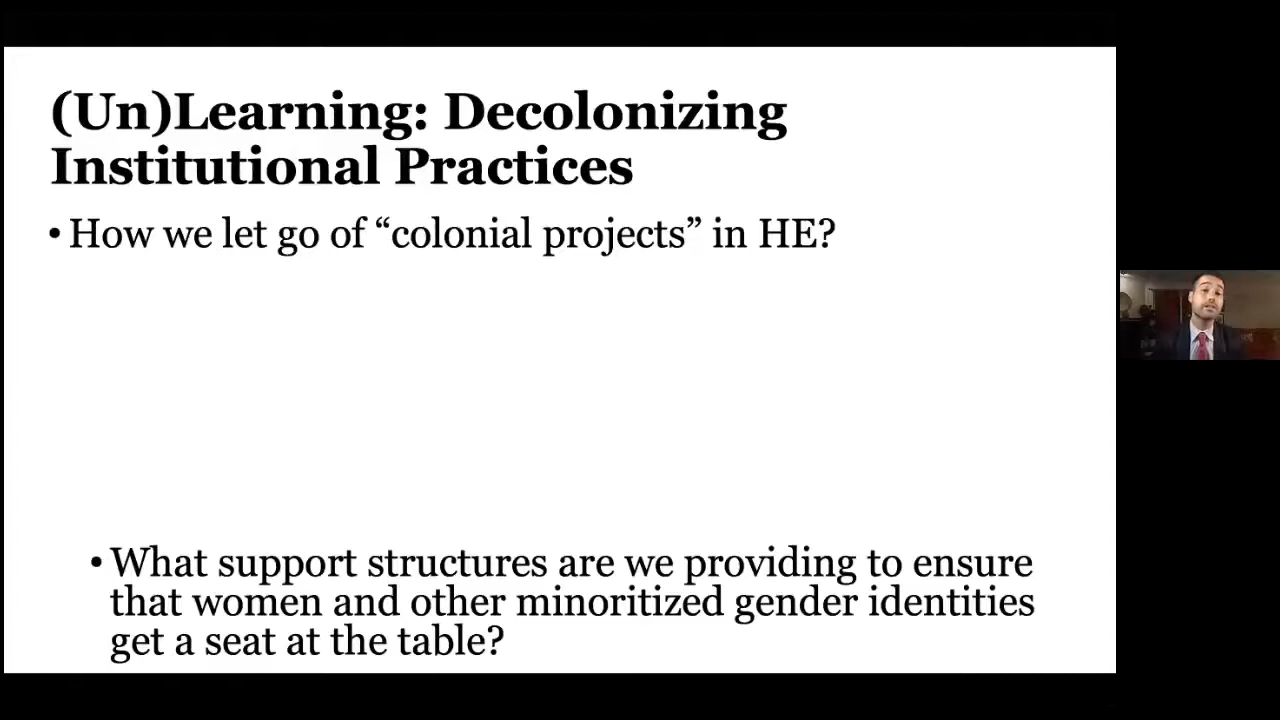 (Un)Learning: Decolonizing
Institutional Practices
• How we let go of “colonial projects” in HE?
• What support structures are we providing to ensure
that women and other minoritized gender identities
get a seat at the table?